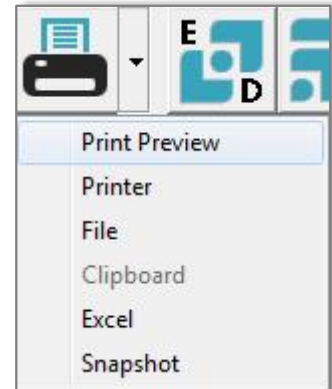 E
D
Print Preview
Printer
File
Clipboard
Excel
Snapshot